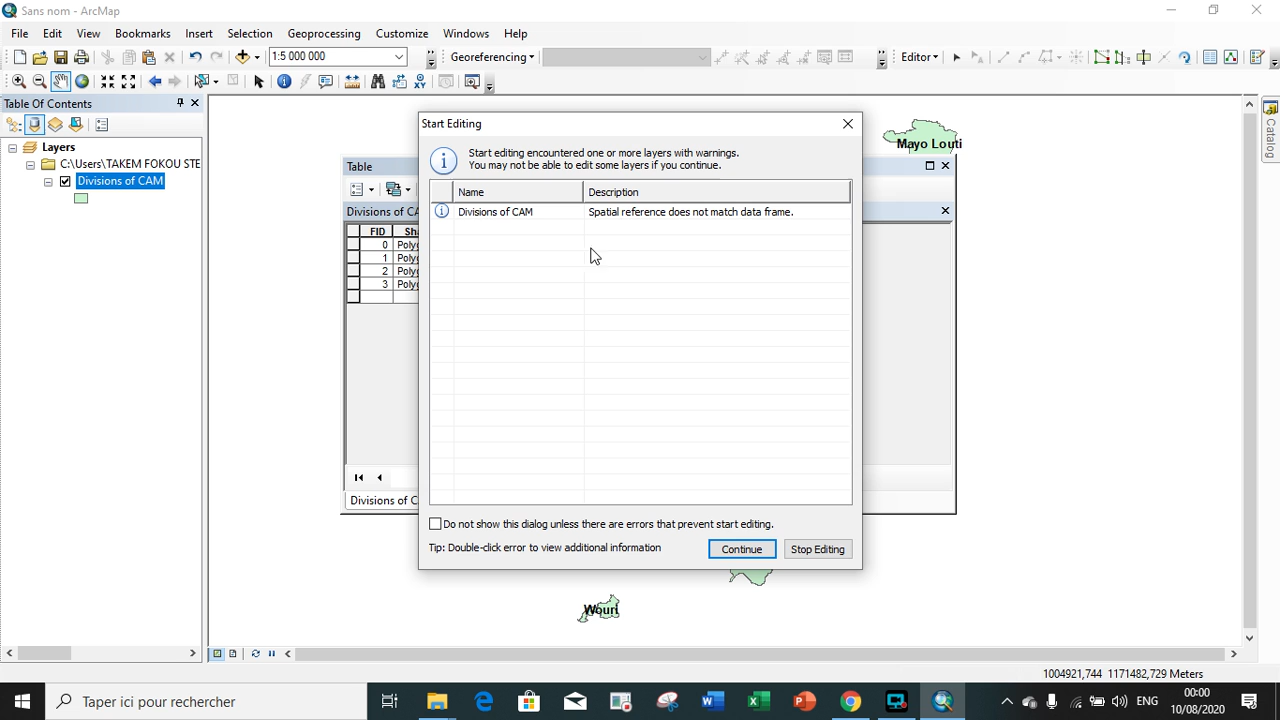 Sans nom - ArcMap
File Edit View Bookmarks Insert Selection Geoprocessing Customize Windows Help
1:5 000 000 Georeferencing Editor
Table Of Contents
Layers
C:\Users\TAKEM FOKOU STE
Divisions of CAM
Catalog
Mayo Louti
Table
Divisions of CA
FID Sha
0 Poly
1 Poly
2 Poly
3 Poly
Divisions of C
Start Editing
Start editing encountered one or more layers with warnings.
You may not be able to edit some layers if you continue.
Name Description
Divisions of CAM Spatial reference does not match data frame.
Do not show this dialog unless there are errors that prevent start editing.
Tip: Double-click error to view additional information
Continue Stop Editing
Wouri
1004921,744 1171482,729 Meters
Taper ici pour rechercher
ENG
00:00
10/08/2020